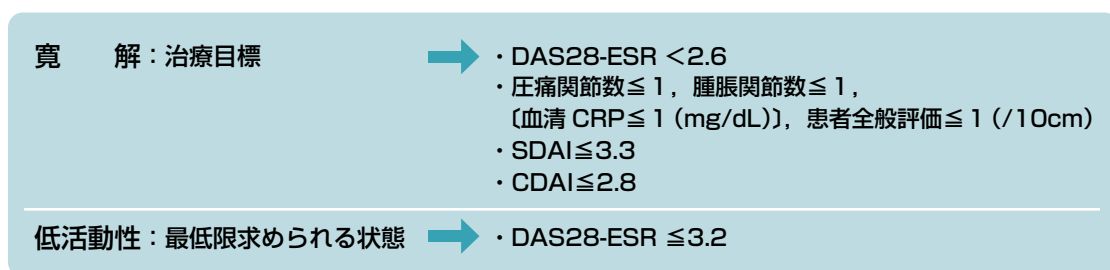 寛　　解：治療目標　・DAS28-ESR ＜2.6
・圧痛関節数≦1，腫脹関節数≦1，
〔血清 CRP≦1（mg/dL）〕，患者全般評価≦1（/10cm）
・SDAI≦3.3
・CDAI≦2.8
低活動性：最低限求められる状態　・DAS28-ESR ≦3.2